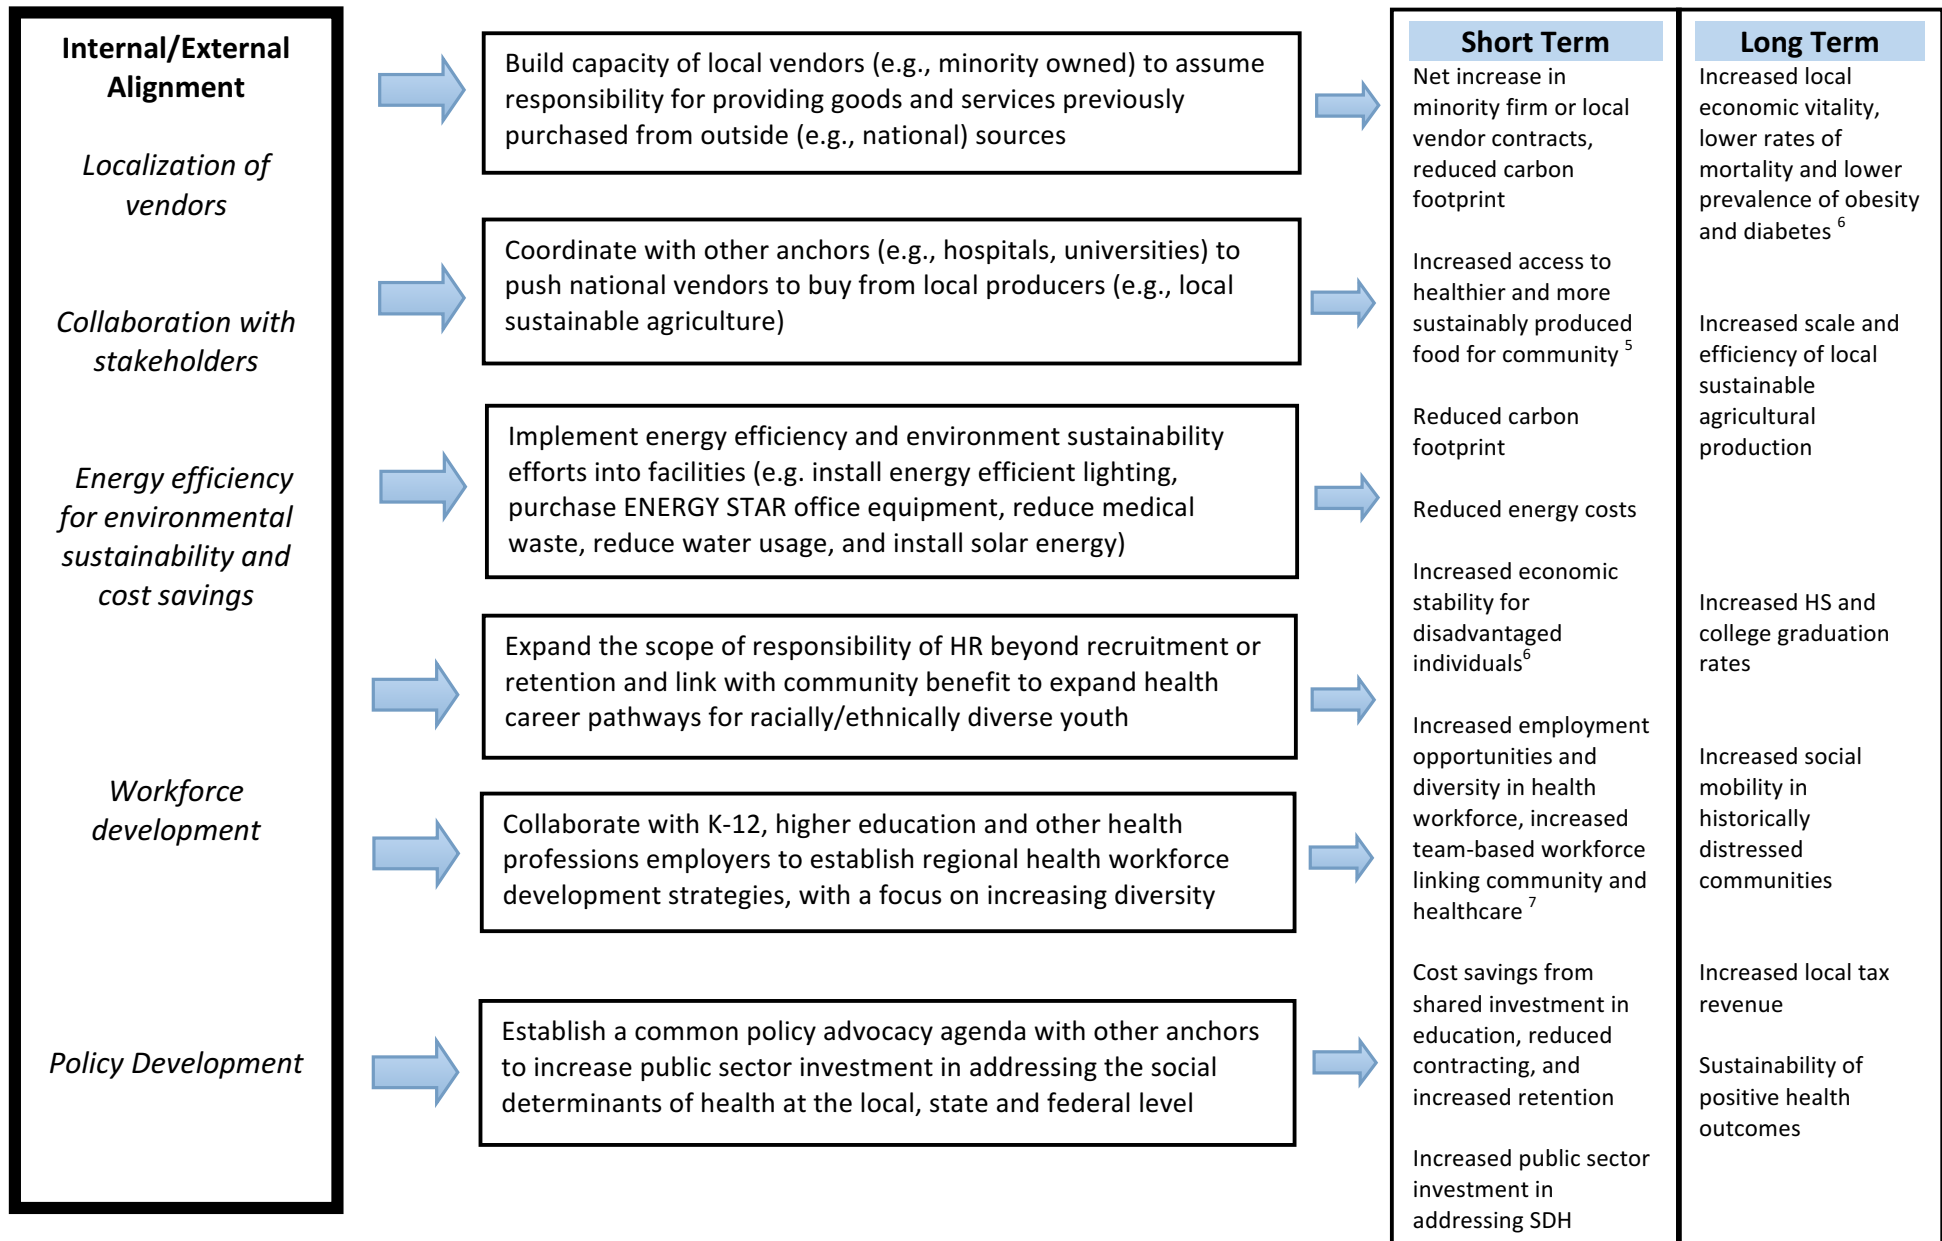 Internal/External
Alignment
Localization of
vendors
Collaboration with
stakeholders
Energy efficiency
for environmental
sustainability and
cost savings
Workforce
development
Policy Development
Build capacity of local vendors (e.g., minority owned) to assume
responsibility for providing goods and services previously
purchased from outside (e.g., national) sources
Coordinate with other anchors (e.g., hospitals, universities) to
push national vendors to buy from local producers (e.g., local
sustainable agriculture)
Implement energy efficiency and environment sustainability
efforts into facilities (e.g. install energy efficient lighting,
purchase ENERGY STAR office equipment, reduce medical
waste, reduce water usage, and install solar energy)
Expand the scope of responsibility of HR beyond recruitment or
retention and link with community benefit to expand health
career pathways for racially/ethnically diverse youth
Collaborate with K-12, higher education and other health
professions employers to establish regional health workforce
development strategies, with a focus on increasing diversity
Establish a common policy advocacy agenda with other anchors
to increase public sector investment in addressing the social
determinants of health at the local, state and federal level
Short Term
Net increase in
minority firm or local
vendor contracts,
reduced carbon
footprint
Increased access to
healthier and more
sustainably produced
food for community 5
Reduced carbon
footprint
Reduced energy costs
Increased economic
stability for
disadvantaged
individuals6
Increased employment
opportunities and
diversity in health
workforce, increased
team-based workforce
linking community and
healthcare 7
Cost savings from
shared investment in
education, reduced
contracting, and
increased retention
Increased public sector
investment in
addressing SDH
Long Term
Increased local
economic vitality,
lower rates of
mortality and lower
prevalence of obesity
and diabetes 6
Increased scale and
efficiency of local
sustainable
agricultural
production
Increased HS and
college graduation
rates
Increased social
mobility in
historically
distressed
communities
Increased local tax
revenue
Sustainability of
positive health
outcomes